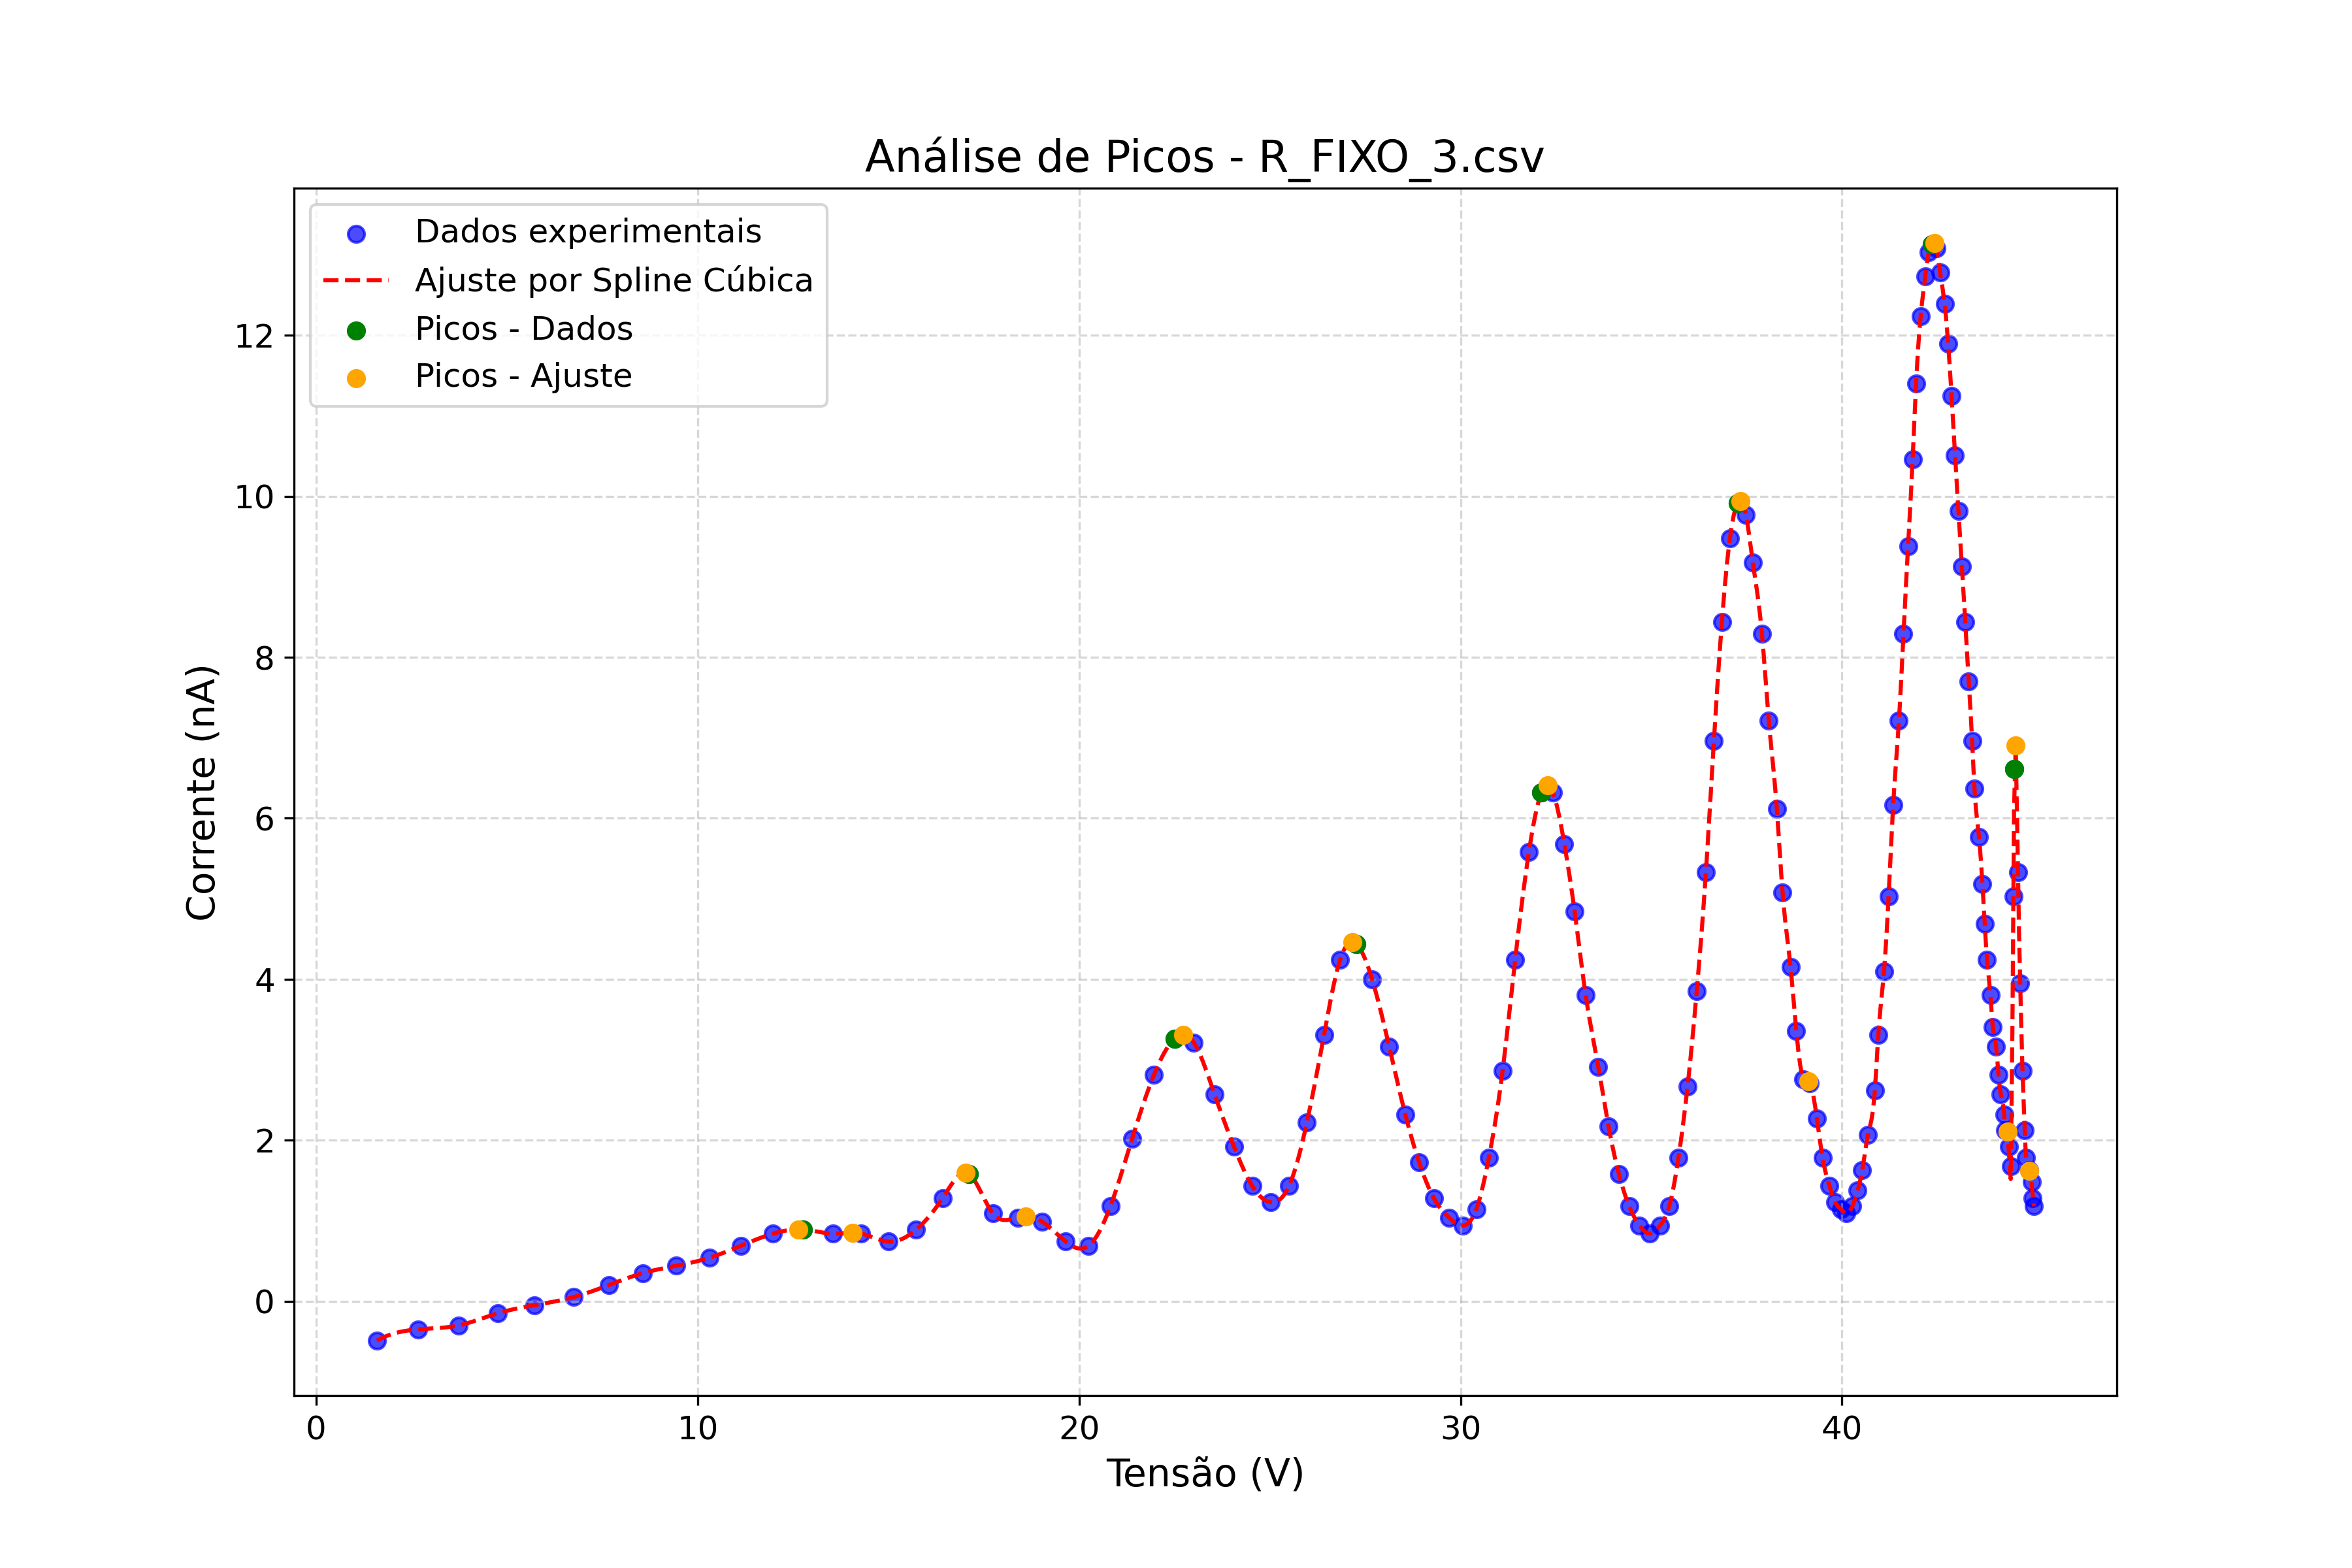 Análise de Picos - R_FIXO_3.csv
Dados experimentais
Ajuste por Spline Cúbica
Picos - Dados
Picos - Ajuste
12
10
8
6
4
2
0
Corrente (nA)
0 10 20 30 40
Tensão (V)